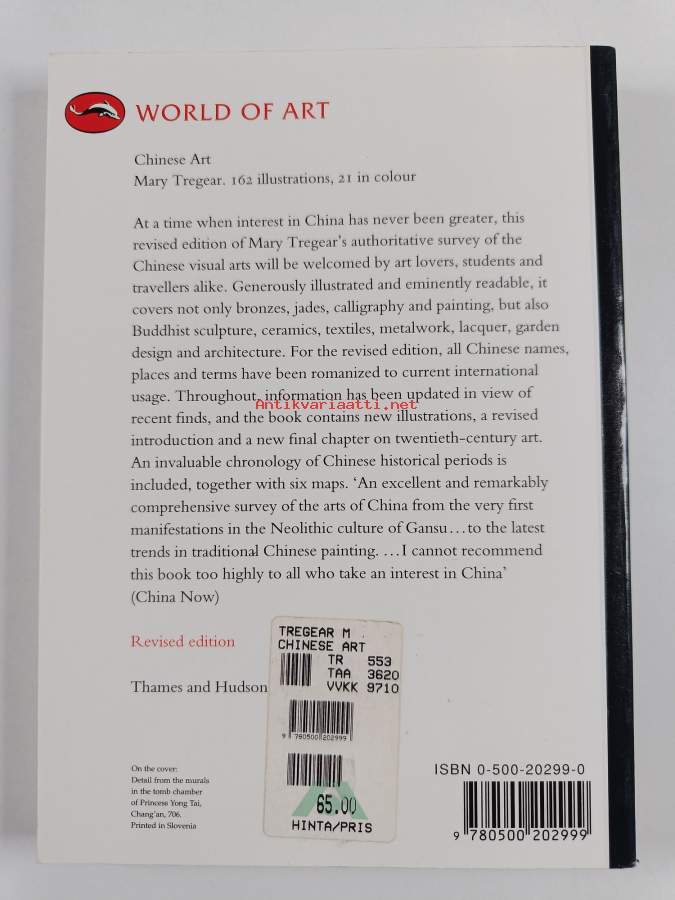 WORLD OF ART
Chinese Art
Mary Tregear. 162 illustrations, 21 in colour
At a time when interest in China has never been greater, this
revised edition of Mary Tregear's authoritative survey of the
Chinese visual arts will be welcomed by art lovers, students and
travellers alike. Generously illustrated and eminently readable, it
covers not only bronzes, jades, calligraphy and painting, but also
Buddhist sculpture, ceramics, textiles, metalwork, lacquer, garden
design and architecture. For the revised edition, all Chinese names,
places and terms have been romanized to current international
usage. Throughout, information has been updated in view of
Antikvariaatti.net
recent finds, and the book contains new illustrations, a revised
introduction and a new final chapter on twentieth-century art.
An invaluable chronology of Chinese historical periods is
included, together with six maps. ‘An excellent and remarkably
comprehensive survey of the arts of China from the very first
manifestations in the Neolithic culture of Gansu…to the latest
trends in traditional Chinese painting. …I cannot recommend
this book too highly to all who take an interest in China’
(China Now)
Revised edition
Thames and Hudson
TREGEAR M .
CHINESE ART
TR 553
TAA 3620
VVKK 9710
9 780500 202999
65.00
HINTA/PRIS
On the cover:
Detail from the murals
in the tomb chamber
of Princess Yong Tai,
Chang'an, 706.
Printed in Slovenia
ISBN 0-500-20299-0
9 780500 202999